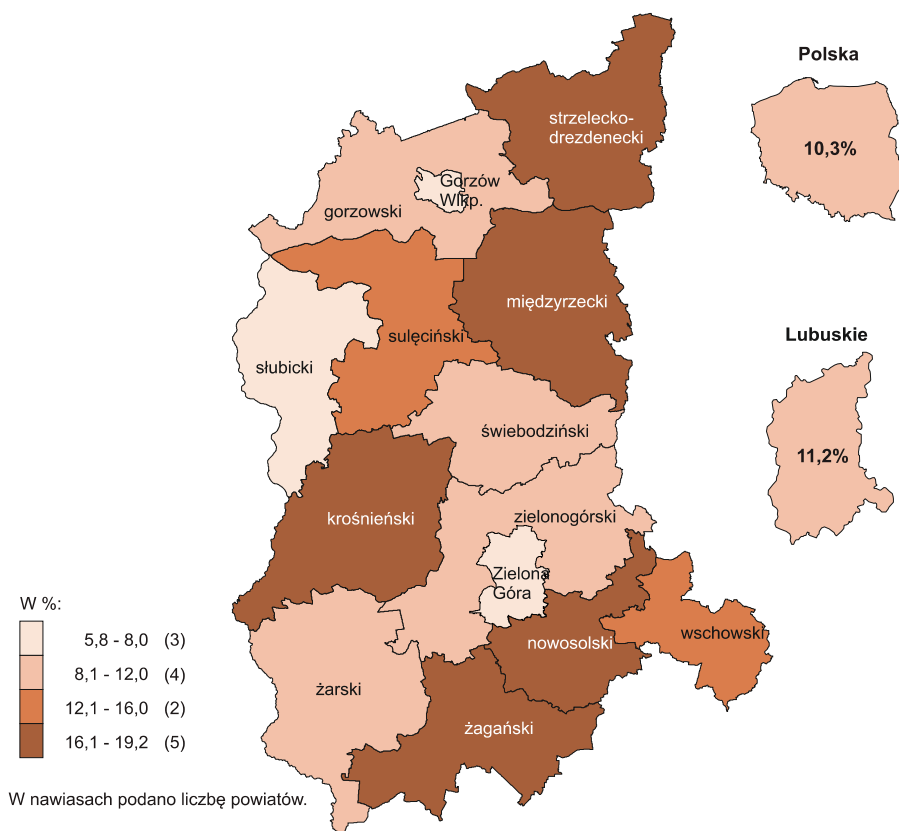 Polska
10,3%
strzelecko-
drezdenecki
Gorzów
Wlkp.
gorzowski
międzyrzecki
Lubuskie
11,2%
sulęciński
słubicki
świebodziński
zielonogórski
krośnieński
Zielona
Góra
wschowski
nowosolski
żarski
żagański
W %:
5,8 - 8,0 (3)
8,1 - 12,0 (4)
12,1 - 16,0 (2)
16,1 - 19,2 (5)
W nawiasach podano liczbę powiatów.